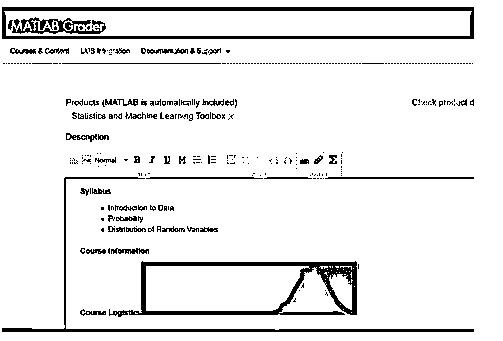 MATLAB Grader
Courses & Content LMS Integration Documentation & Support
Products (MATLAB is automatically included) Check product d
Statistics and Machine Learning Toolbox x
Description
Normal B I U M Σ
Syllabus
• Introduction to Data
• Probability
• Distribution of Random Variables
Course Information
Course Logistics